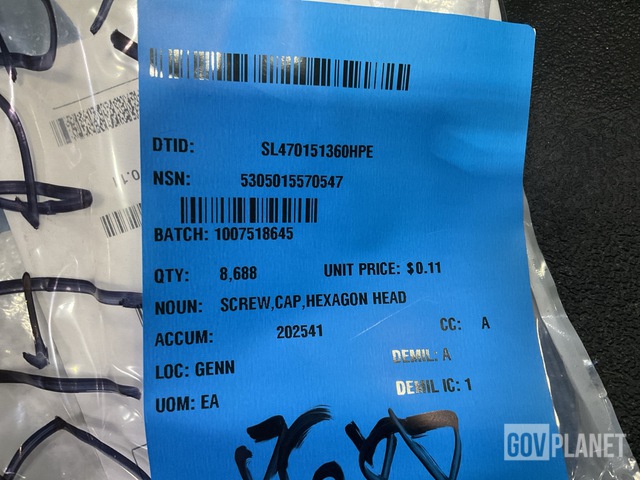 DTID: SL470151360HPE
NSN: 5305015570547
BATCH: 1007518645
QTY: 8,688 UNIT PRICE: $0.11
NOUN: SCREW,CAP,HEXAGON HEAD
ACCUM: 202541 CC: A
LOC: GENN DEMIL: A
UOM: EA DEMIL IC: 1
GOVPLANET